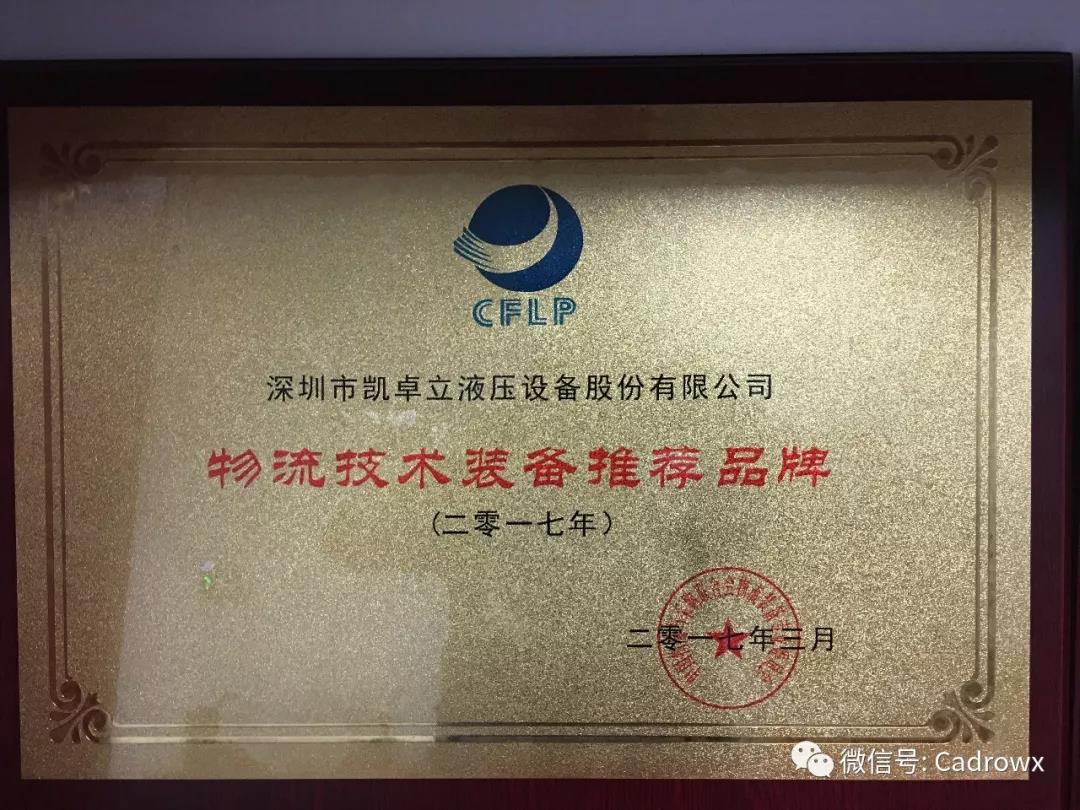 CFLP
深圳市凯卓立液压设备股份有限公司
物流技术装备推荐品牌
(二零一七年)
二零一七年三月
微信号: Cadrowx